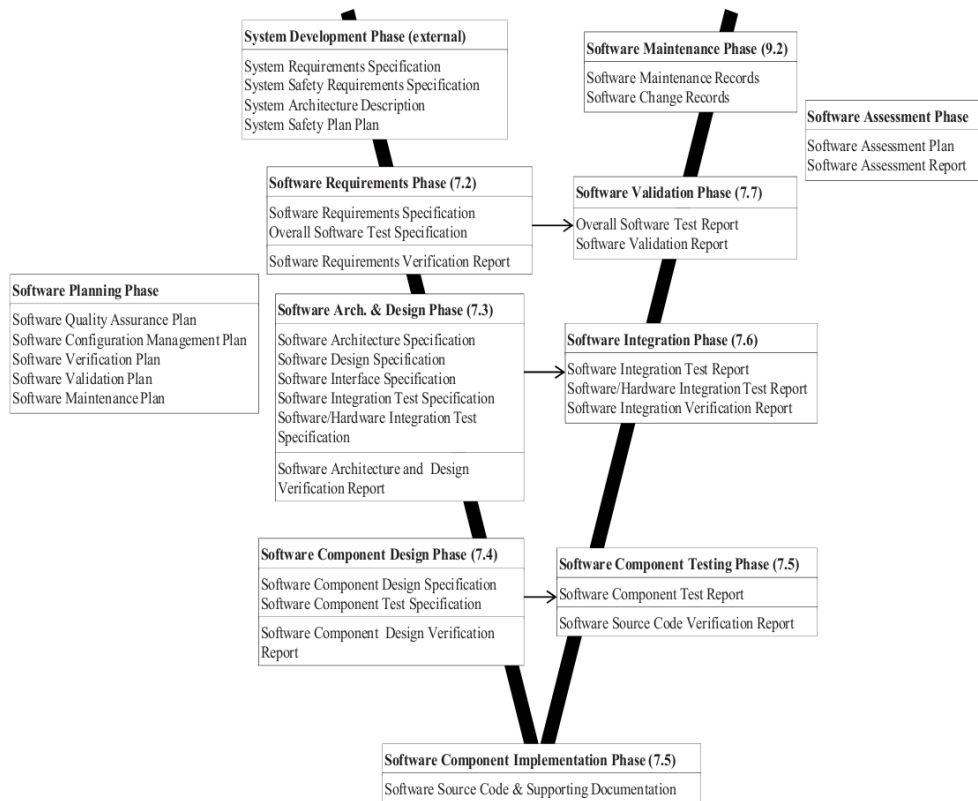 System Development Phase (external)
System Requirements Specification
System Safety Requirements Specification
System Architecture Description
System Safety Plan Plan
Software Maintenance Phase (9.2)
Software Maintenance Records
Software Change Records
Software Assessment Phase
Software Assessment Plan
Software Assessment Report
Software Requirements Phase (7.2)
Software Requirements Specification
Overall Software Test Specification
Software Requirements Verification Report
Software Validation Phase (7.7)
Overall Software Test Report
Software Validation Report
Software Planning Phase
Software Quality Assurance Plan
Software Configuration Management Plan
Software Verification Plan
Software Validation Plan
Software Maintenance Plan
Software Arch. & Design Phase (7.3)
Software Architecture Specification
Software Design Specification
Software Interface Specification
Software Integration Test Specification
Software/Hardware Integration Test
Specification
Software Architecture and Design
Verification Report
Software Integration Phase (7.6)
Software Integration Test Report
Software/Hardware Integration Test Report
Software Integration Verification Report
Software Component Design Phase (7.4)
Software Component Design Specification
Software Component Test Specification
Software Component Design Verification
Report
Software Component Testing Phase (7.5)
Software Component Test Report
Software Source Code Verification Report
Software Component Implementation Phase (7.5)
Software Source Code & Supporting Documentation